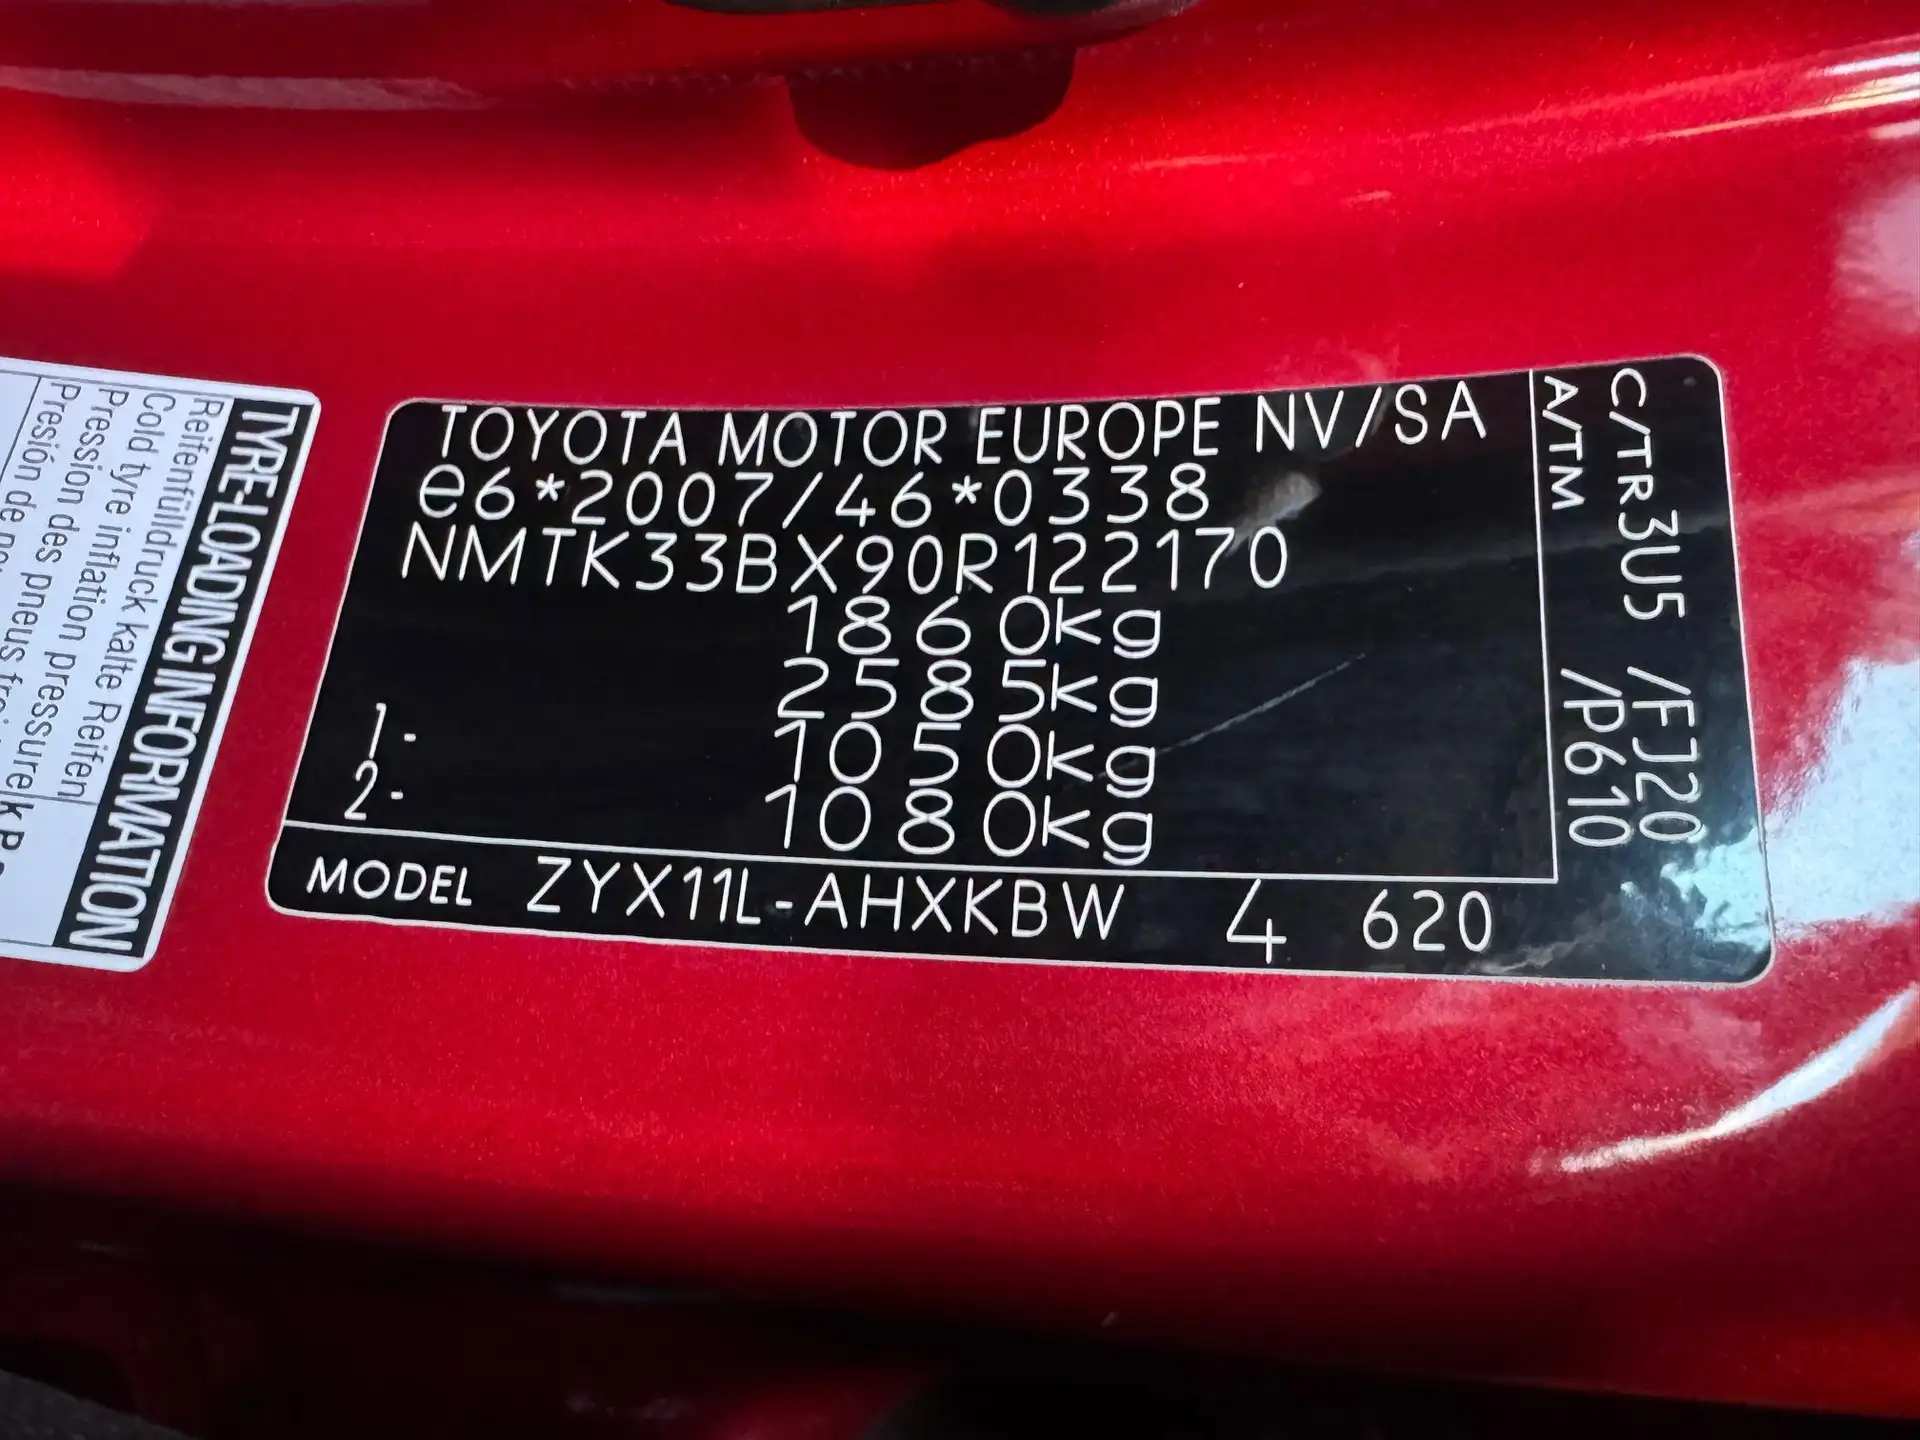 TOYOTA MOTOR EUROPE NV/SA
e6*2007/46*0338
NMTK33BX90R122170
1860kg
2585kg
1- 1050kg
2- 1080kg
MODEL ZYX11L-AHXKBW 4 620
C/TR3U5 /FJ20
A/TM /P610
TYRE-LOADING INFORMATION
Reifenfülldruck kalte Reifen
Cold tyre inflation pressure
Pression des pneus
Presión de